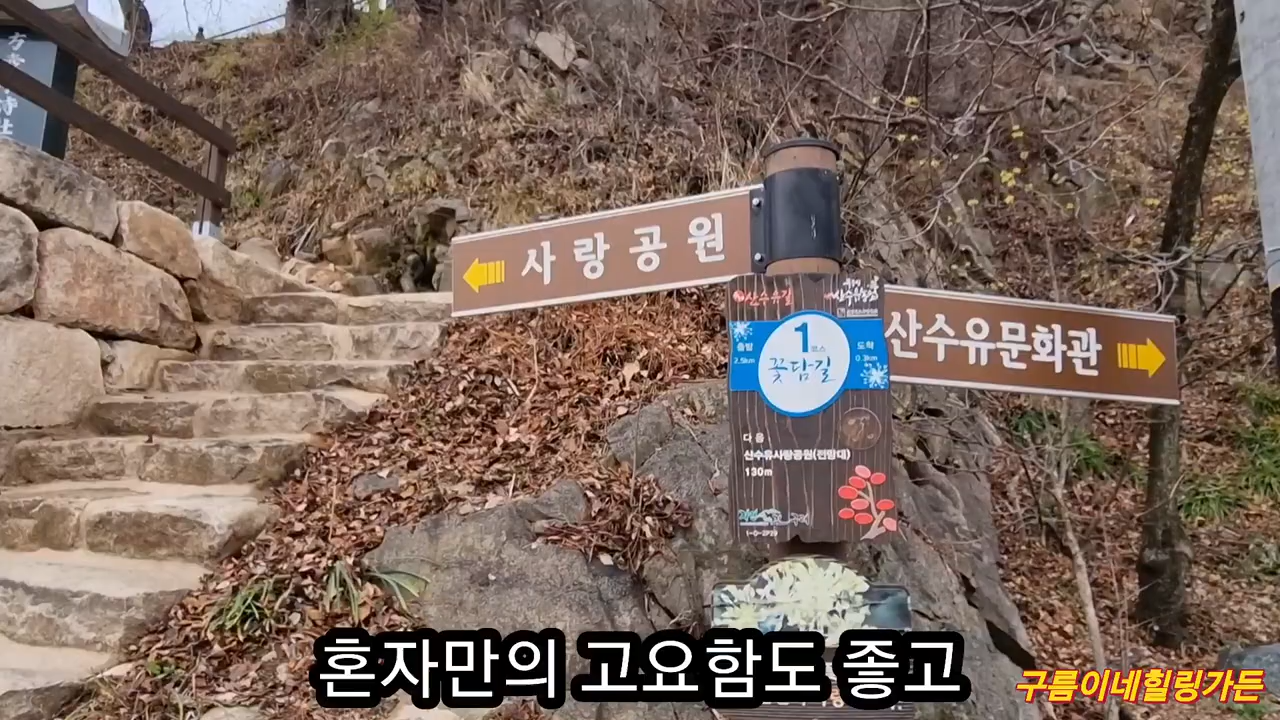 사랑공원
산수유길
산수유문화관
1코스
꽃담길
출발
2.5km
도착
0.3km
다음
산수유사랑공원(전망대)
130m
혼자만의 고요함도 좋고
구름이네힐링가든